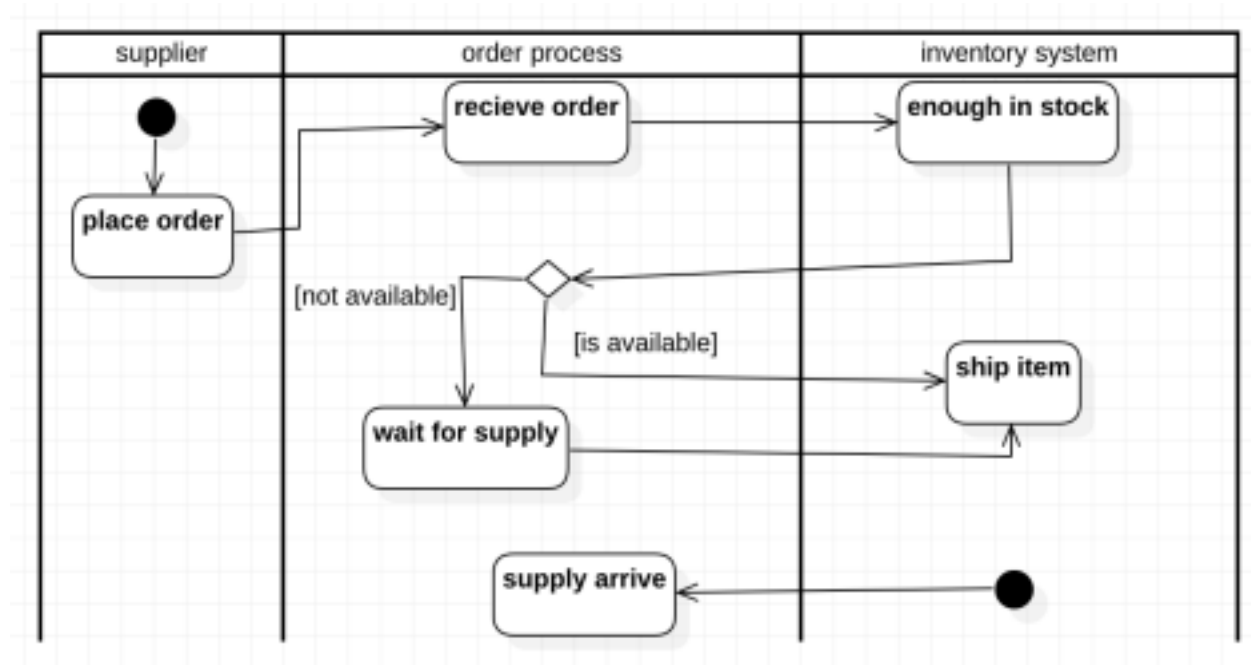 supplier
order process
inventory system
recieve order
enough in stock
place order
[not available]
[is available]
ship item
wait for supply
supply arrive